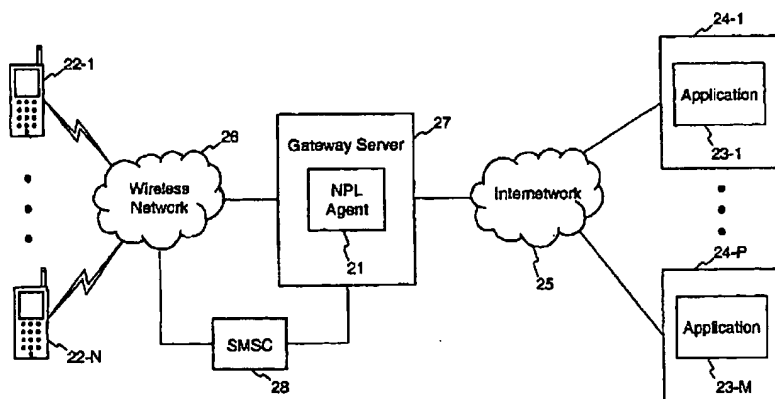 22-1
22-N
26
Wireless
Network
SMSC
28
Gateway Server
27
NPL
Agent
21
Internetwork
25
24-1
Application
23-1
24-P
Application
23-M